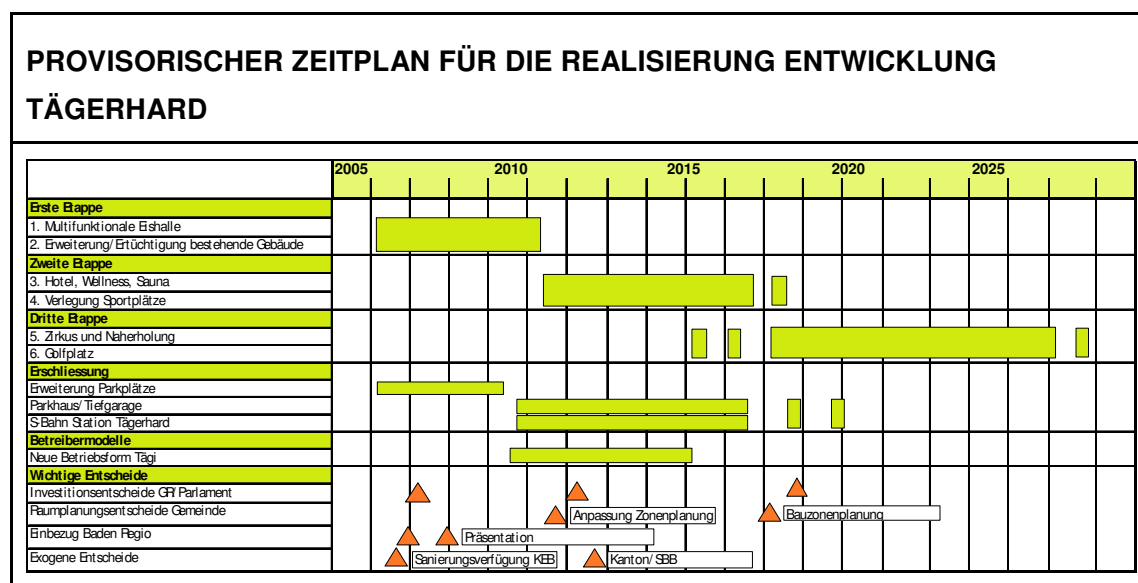 PROVISORISCHER ZEITPLAN FÜR DIE REALISIERUNG ENTWICKLUNG
TÄGERHARD
2005 2010 2015 2020 2025
Erste Etappe
1. Multifunktionale Eishalle
2. Erweiterung/Ertüchtigung bestehende Gebäude
Zweite Etappe
3. Hotel, Wellness, Sauna
4. Verlegung Sportplätze
Dritte Etappe
5. Zirkus und Naherholung
6. Golfplatz
Erschliessung
Erweiterung Parkplätze
Parkhaus/Tiefgarage
S-Bahn Station Tägerhard
Betreibermodelle
Neue Betriebsform Tägi
Wichtige Entscheide
Investitionsentscheide GR/Parlament
Raumplanungsentscheide Gemeinde Anpassung Zonenplanung Bauzonenplanung
Einbezug Baden Regio Präsentation
Exogene Entscheide Sanierungsverfügung KEB Kanton/SBB